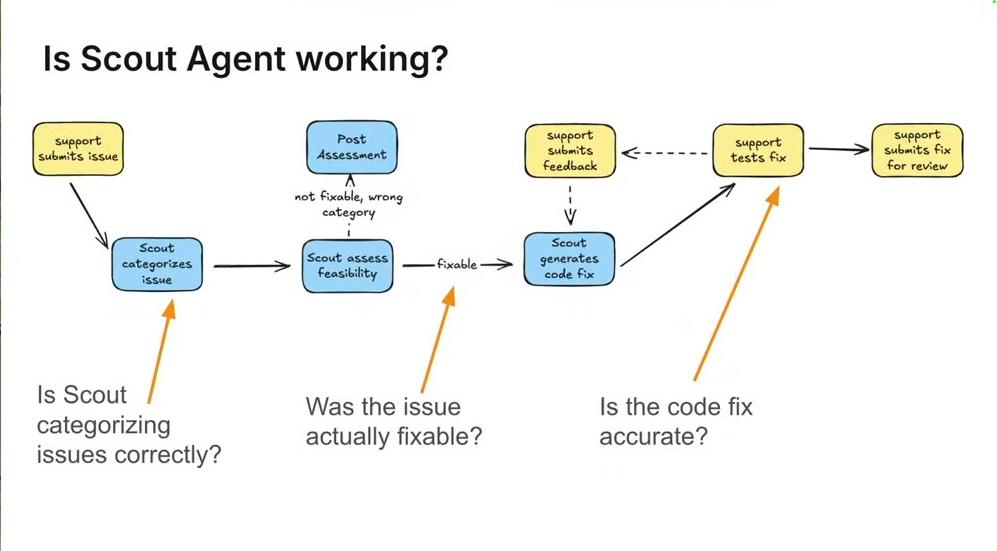 Is Scout Agent working?
support
submits issue
Post
Assessment
support
submits
feedback
support
tests fix
support
submits fix
for review
not fixable, wrong
category
Scout
categorizes
issue
Scout assess
feasibility
fixable
Scout
generates
code fix
Is Scout
categorizing
issues correctly?
Was the issue
actually fixable?
Is the code fix
accurate?